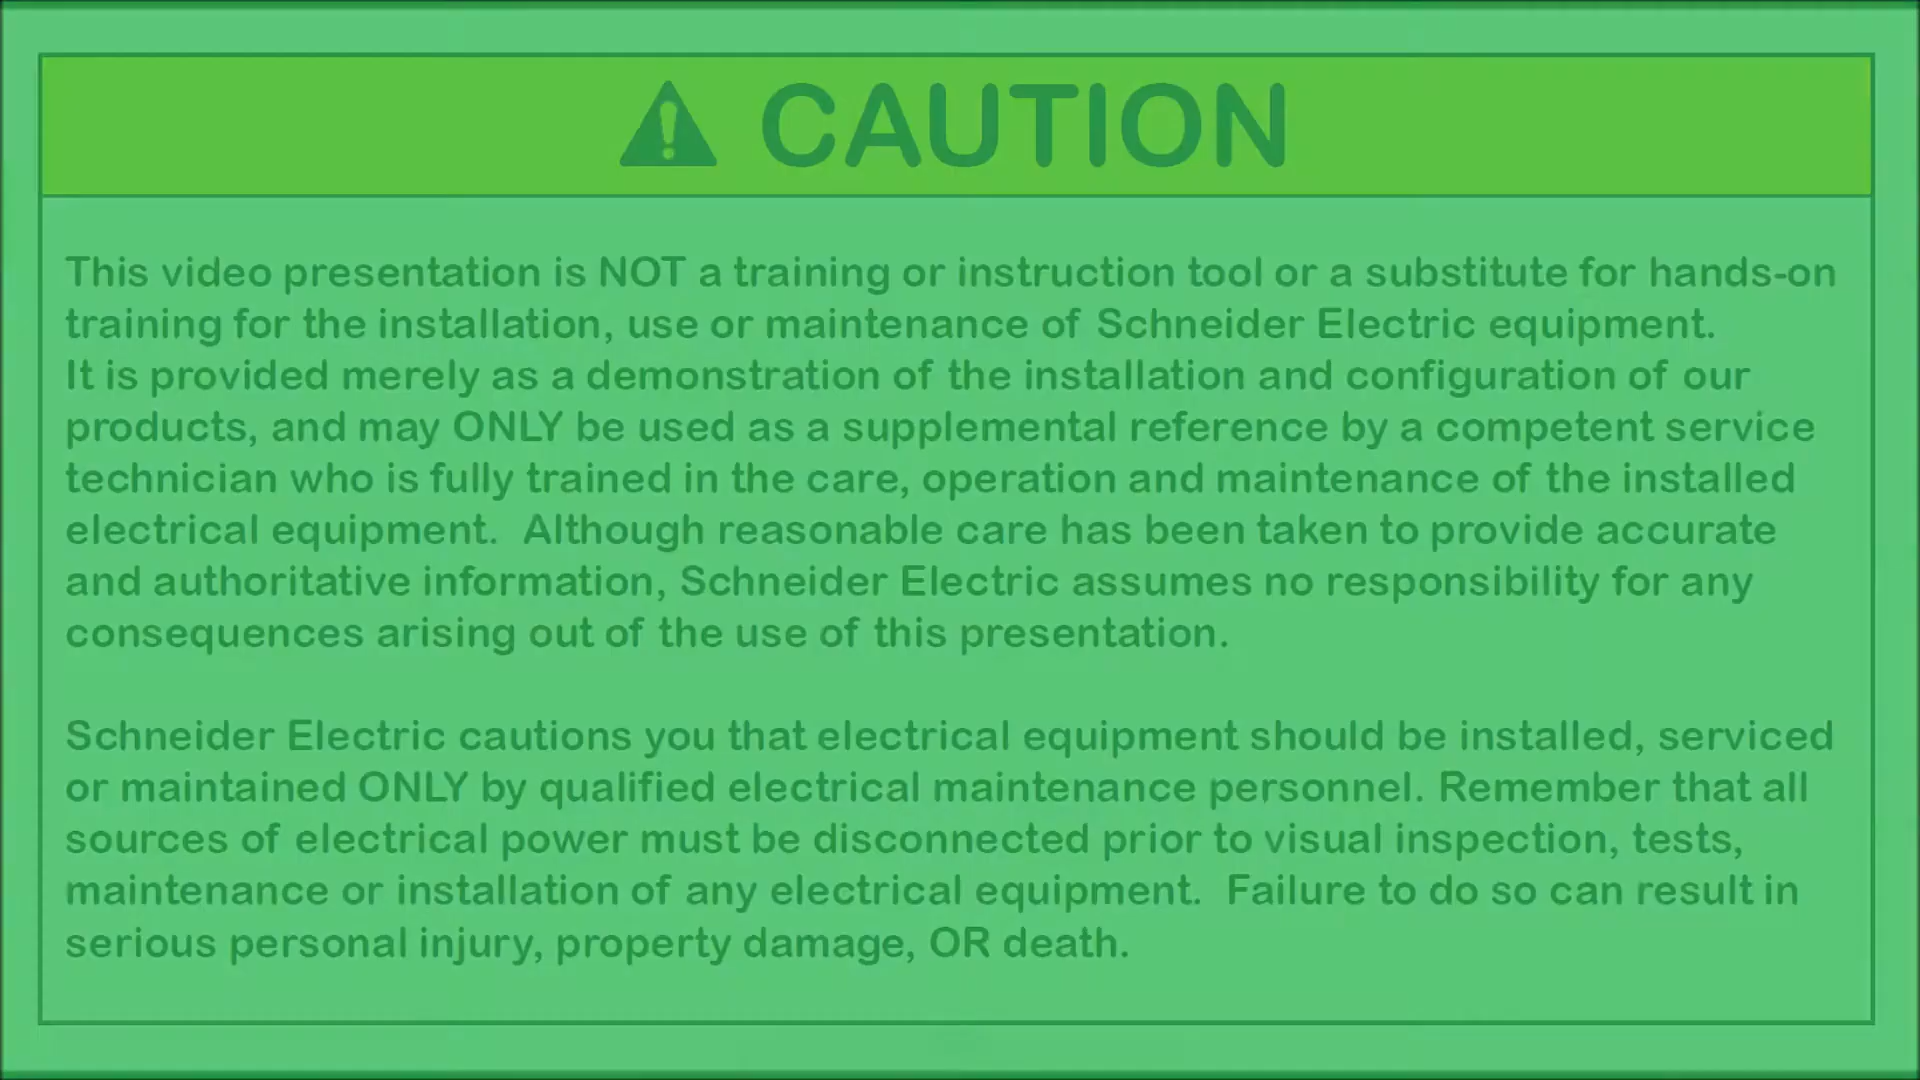 CAUTION
This video presentation is NOT a training or instruction tool or a substitute for hands-on
training for the installation, use or maintenance of Schneider Electric equipment.
It is provided merely as a demonstration of the installation and configuration of our
products, and may ONLY be used as a supplemental reference by a competent service
technician who is fully trained in the care, operation and maintenance of the installed
electrical equipment.  Although reasonable care has been taken to provide accurate
and authoritative information, Schneider Electric assumes no responsibility for any
consequences arising out of the use of this presentation.
Schneider Electric cautions you that electrical equipment should be installed, serviced
or maintained ONLY by qualified electrical maintenance personnel. Remember that all
sources of electrical power must be disconnected prior to visual inspection, tests,
maintenance or installation of any electrical equipment.  Failure to do so can result in
serious personal injury, property damage, OR death.